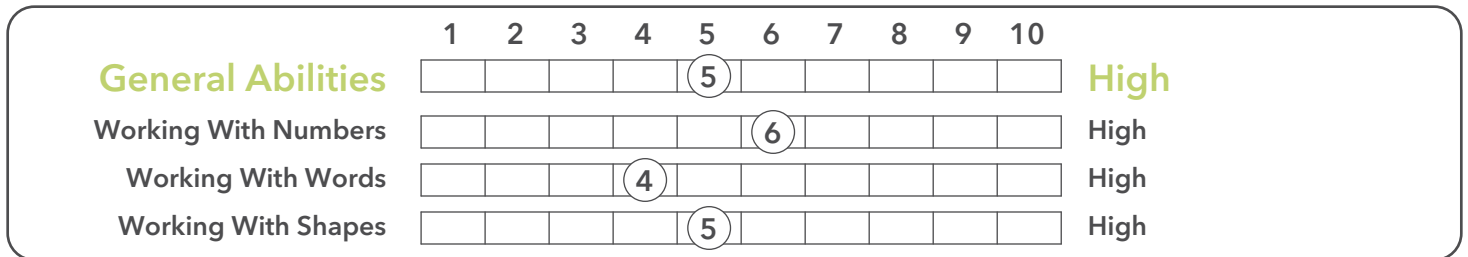 1 2 3 4 5 6 7 8 9 10
General Abilities 5 High
Working With Numbers 6 High
Working With Words 4 High
Working With Shapes 5 High